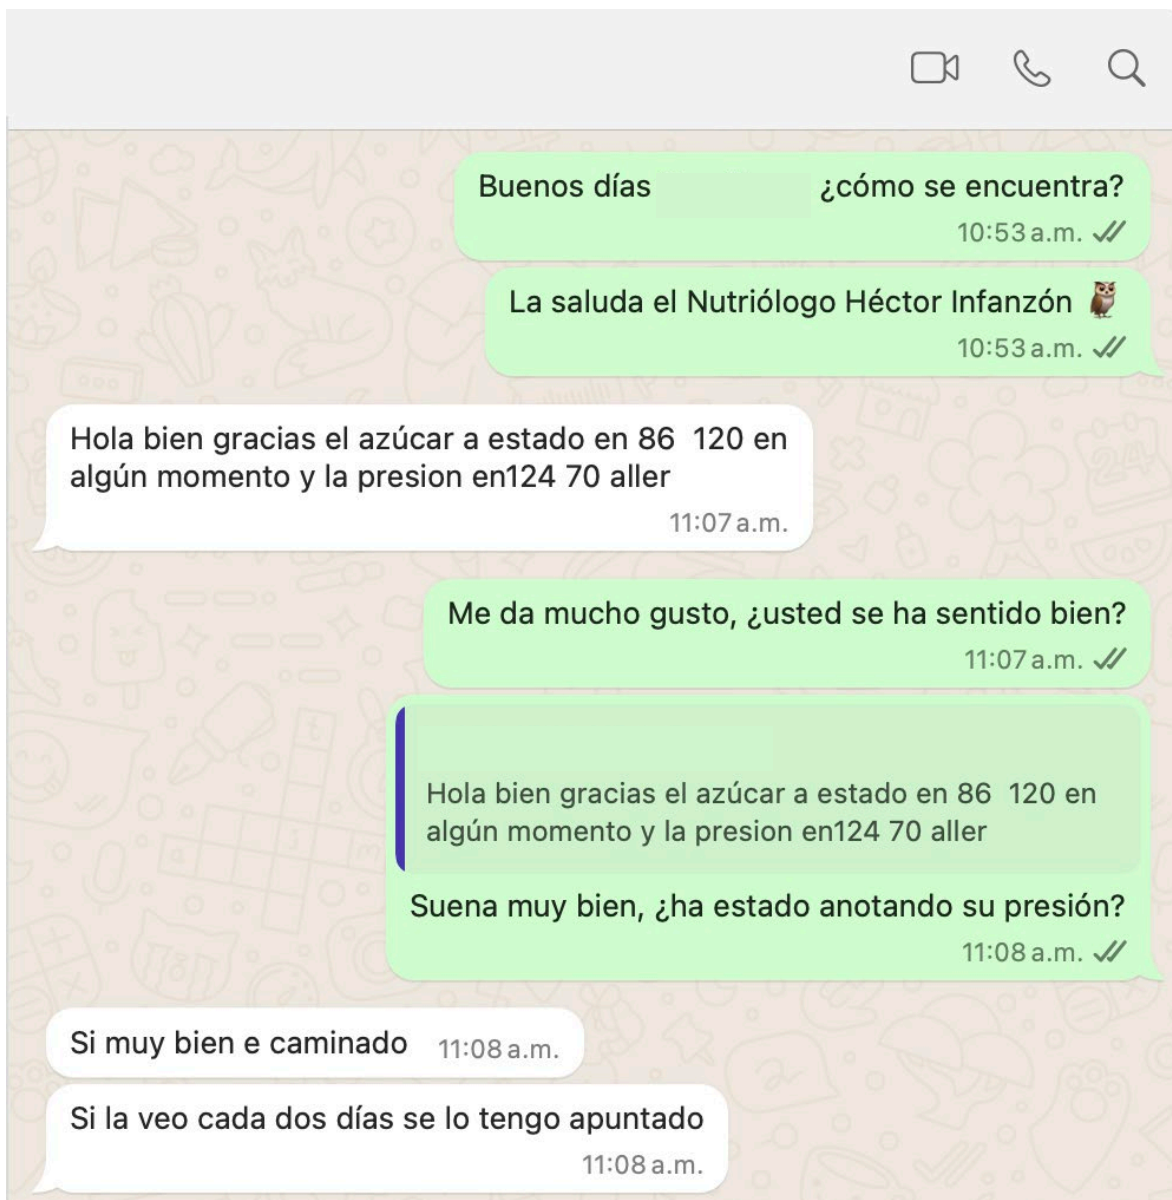 Buenos días ¿cómo se encuentra?
10:53 a.m.
La saluda el Nutriólogo Héctor Infanzón 🦉
10:53 a.m.
Hola bien gracias el azúcar a estado en 86  120 en
algún momento y la presion en124 70 aller
11:07 a.m.
Me da mucho gusto, ¿usted se ha sentido bien?
11:07 a.m.
Hola bien gracias el azúcar a estado en 86  120 en
algún momento y la presion en124 70 aller
Suena muy bien, ¿ha estado anotando su presión?
11:08 a.m.
Si muy bien e caminado 11:08 a.m.
Si la veo cada dos días se lo tengo apuntado
11:08 a.m.